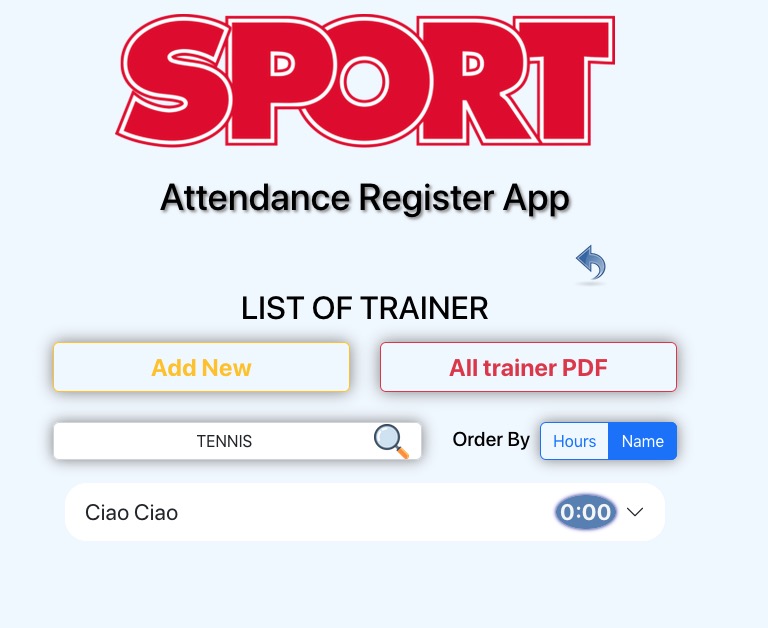 SPORT
Attendance Register App
LIST OF TRAINER
Add New
All trainer PDF
TENNIS
Order By
Hours
Name
Ciao Ciao
0:00